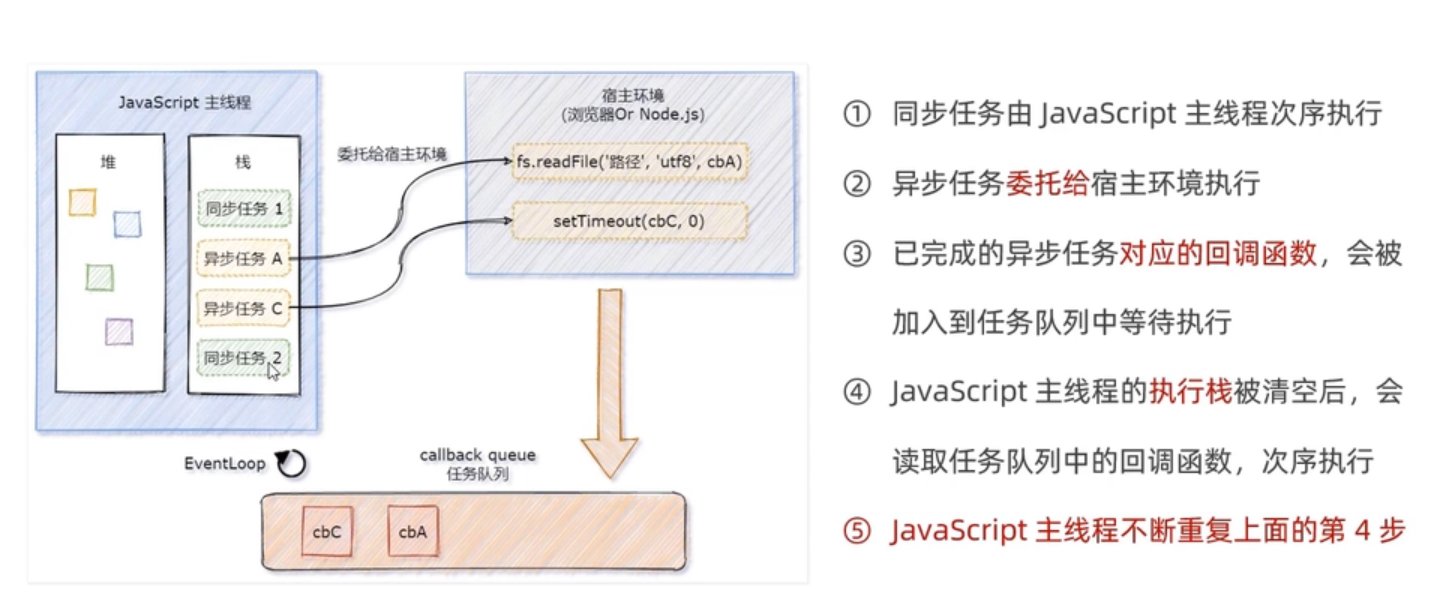 JavaScript 主线程
堆
栈
同步任务 1
异步任务 A
异步任务 C
同步任务 2
委托给宿主环境
宿主环境
(浏览器Or Node.js)
fs.readFile('路径', 'utf8', cbA)
setTimeout(cbC, 0)
EventLoop
callback queue
任务队列
cbC
cbA
① 同步任务由 JavaScript 主线程次序执行
② 异步任务委托给宿主环境执行
③ 已完成的异步任务对应的回调函数，会被
加入到任务队列中等待执行
④ JavaScript 主线程的执行栈被清空后，会
读取任务队列中的回调函数，次序执行
⑤ JavaScript 主线程不断重复上面的第 4 步